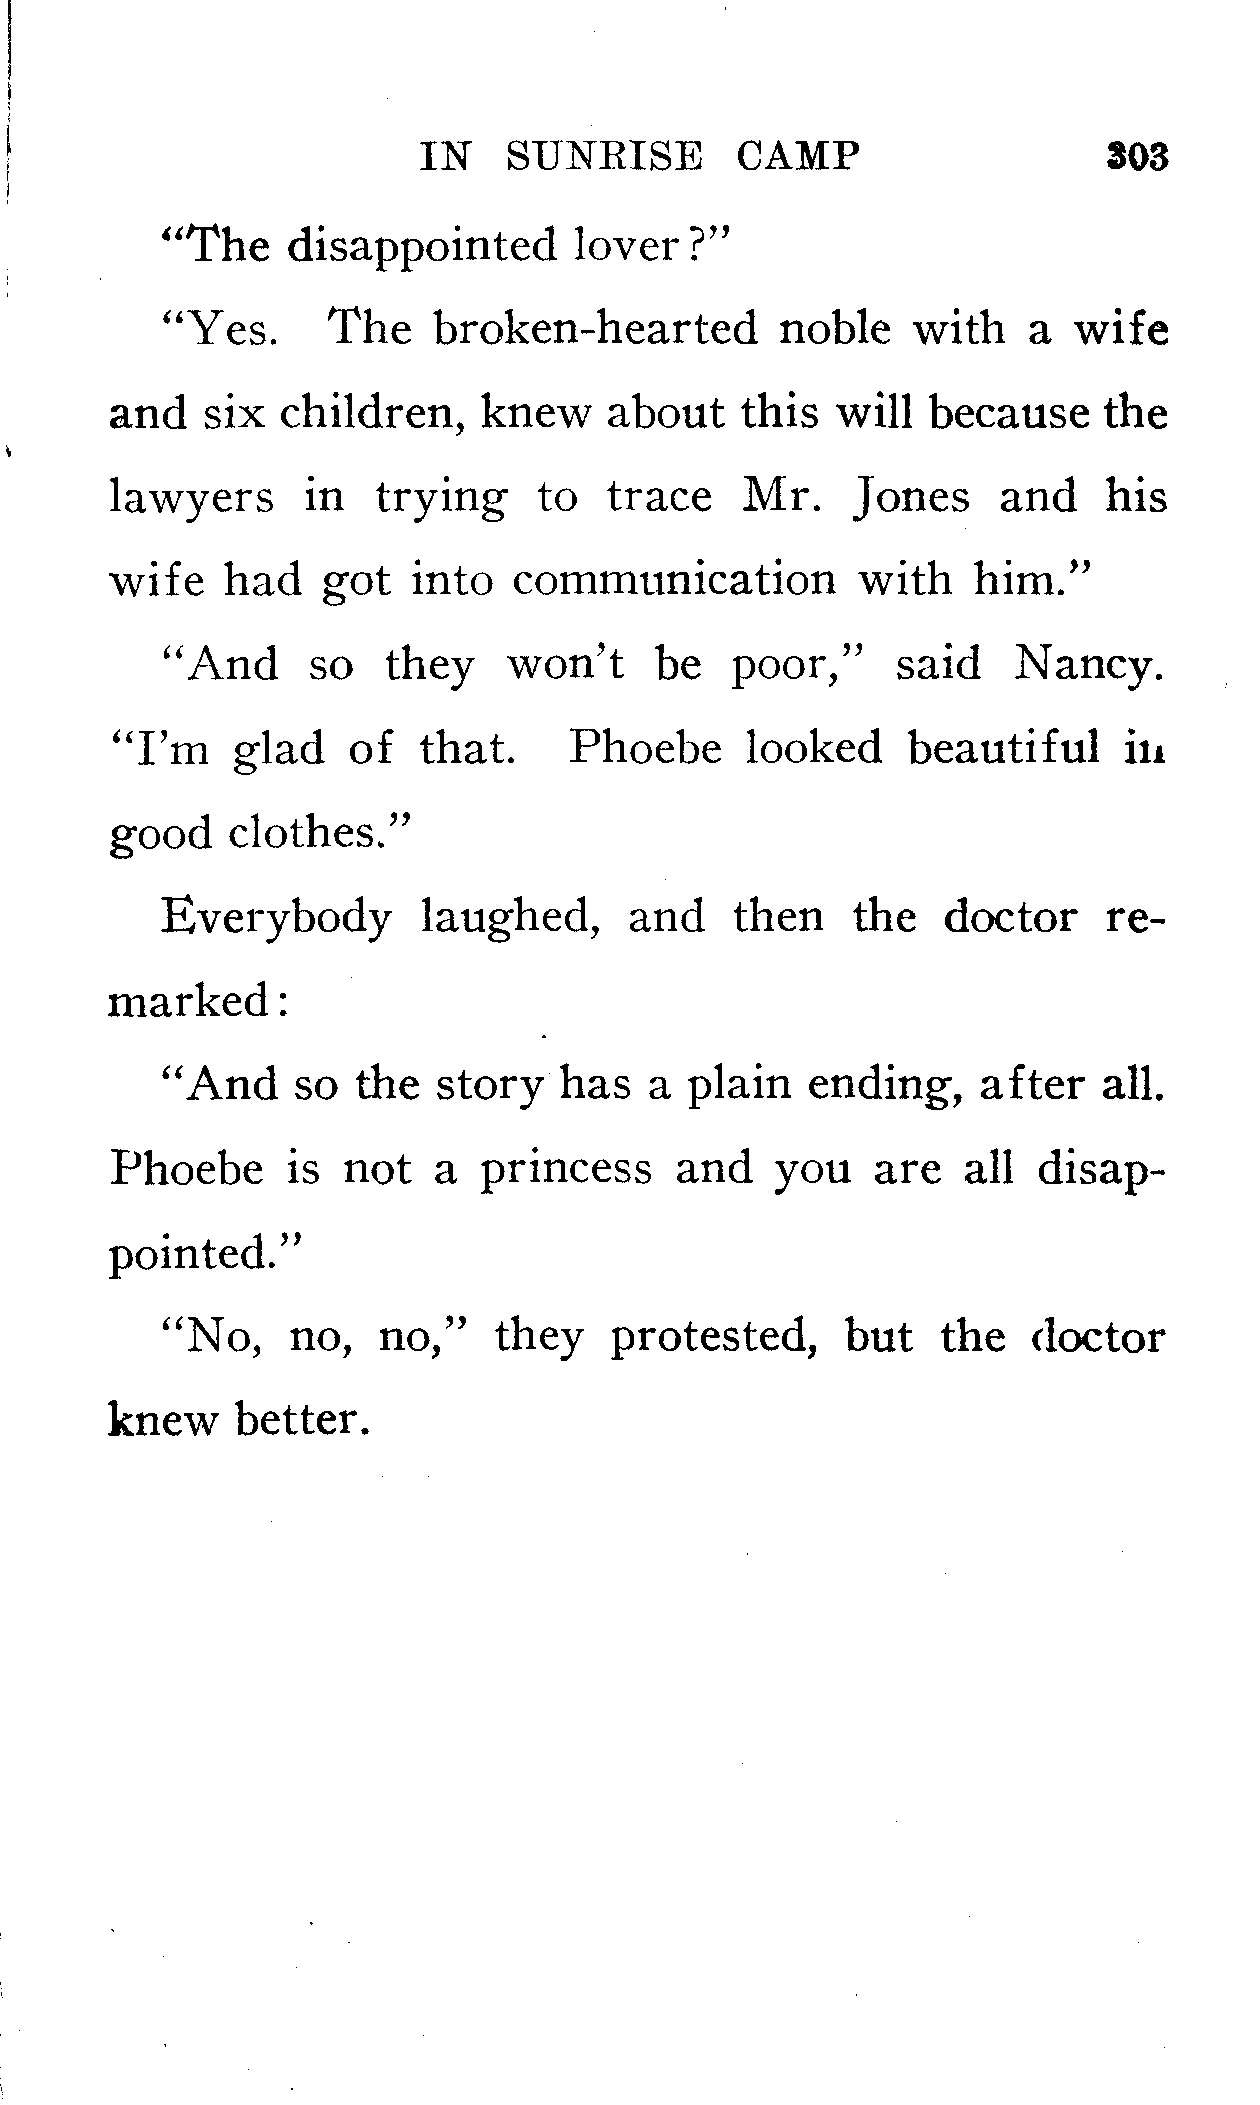 IN SUNRISE CAMP 303
"The disappointed lover?"
"Yes. The broken-hearted noble with a wife
and six children, knew about this will because the
lawyers in trying to trace Mr. Jones and his
wife had got into communication with him."
"And so they won't be poor," said Nancy.
"I'm glad of that. Phoebe looked beautiful in
good clothes."
Everybody laughed, and then the doctor re-
marked:
"And so the story has a plain ending, after all.
Phoebe is not a princess and you are all disap-
pointed."
"No, no, no," they protested, but the doctor
knew better.